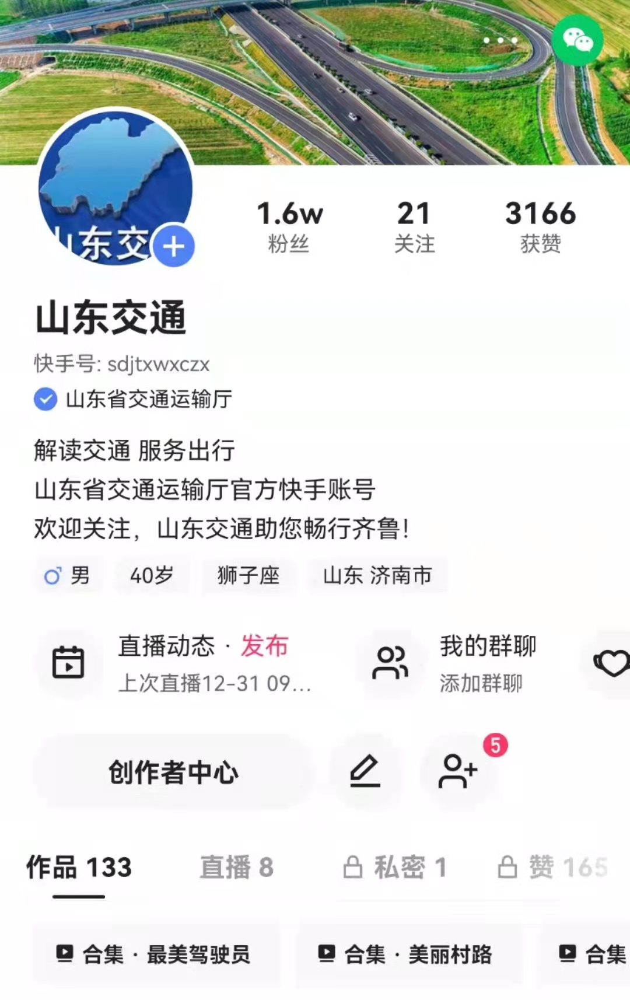 山东交
1.6w 21 3166
粉丝 关注 获赞
山东交通
快手号: sdjtxwxczx
山东省交通运输厅
解读交通 服务出行
山东省交通运输厅官方快手账号
欢迎关注，山东交通助您畅行齐鲁!
男 40岁 狮子座 山东 济南市
直播动态 · 发布 我的群聊
上次直播12-31 09... 添加群聊
5
创作者中心
作品 133 直播 8 私密 1 赞 165
合集 · 最美驾驶员 合集 · 美丽村路 合集